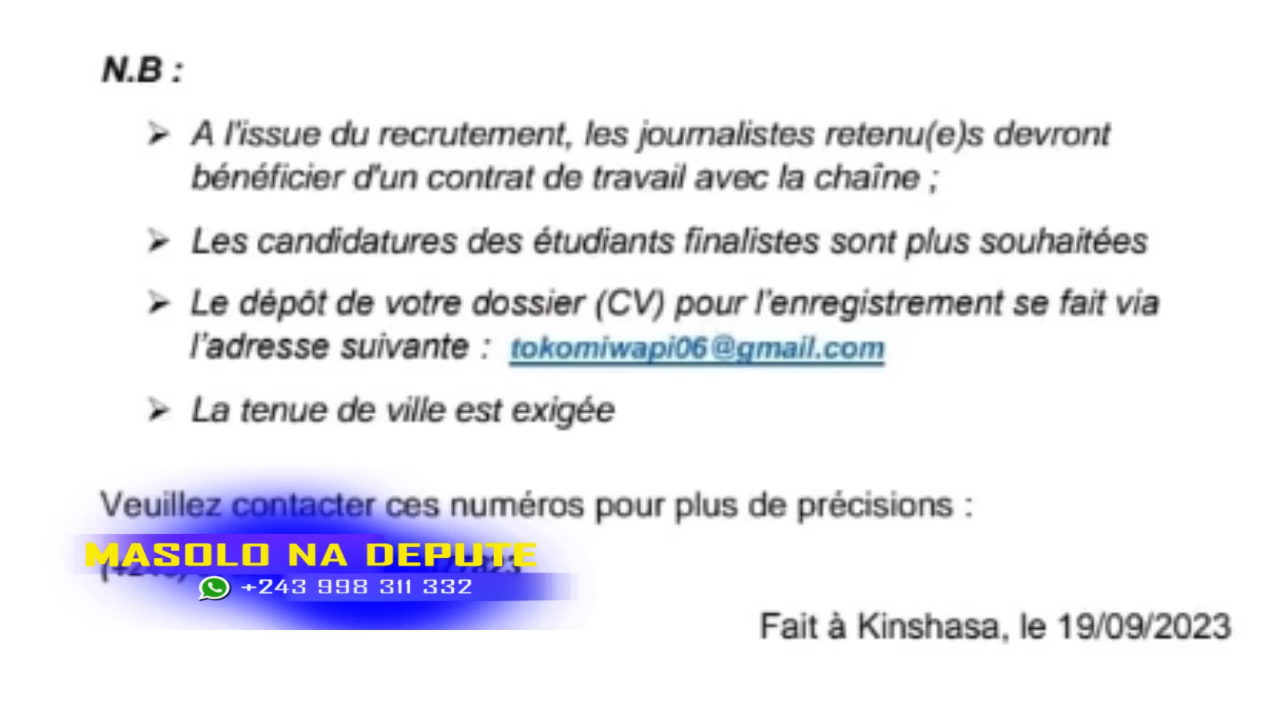 N.B :
➢ A l'issue du recrutement, les journalistes retenu(e)s devront
bénéficier d'un contrat de travail avec la chaîne ;
➢ Les candidatures des étudiants finalistes sont plus souhaitées
➢ Le dépôt de votre dossier (CV) pour l'enregistrement se fait via
l'adresse suivante : tokomiwapi06@gmail.com
➢ La tenue de ville est exigée
Veuillez contacter ces numéros pour plus de précisions :
MASOLO NA DEPUTE
+243 998 311 332
Fait à Kinshasa, le 19/09/2023